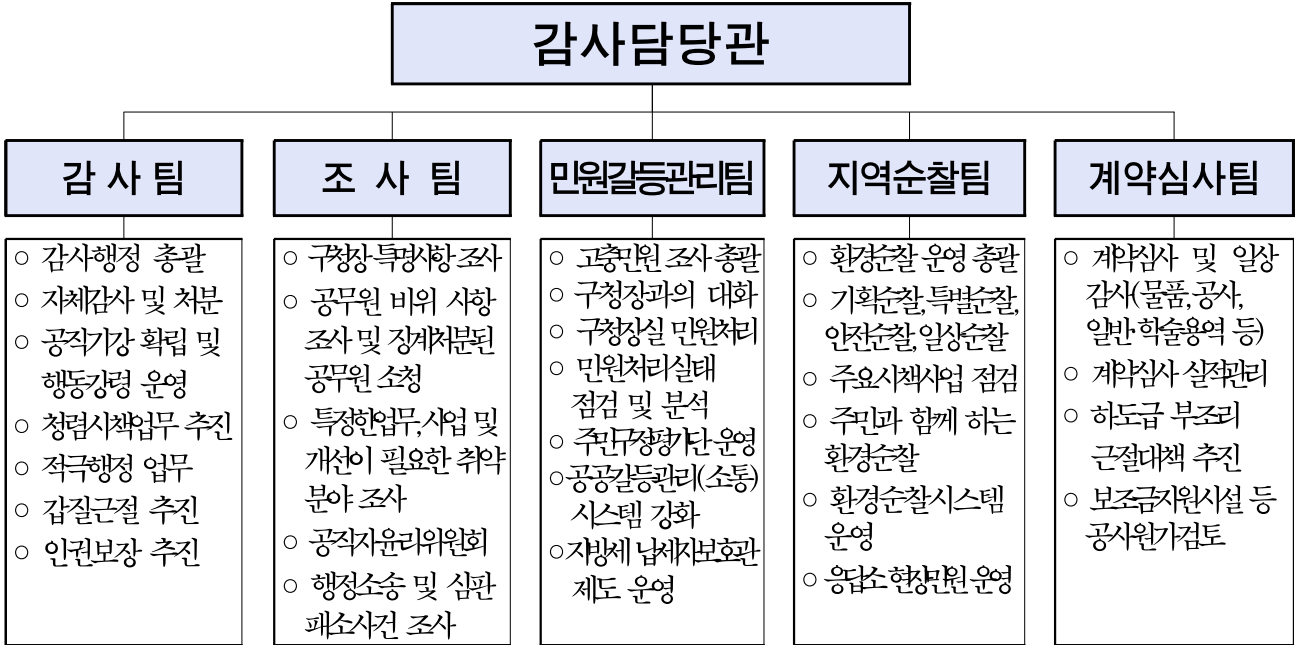 감사담당관
감 사 팀
○ 감사행정 총괄
○ 자체감사 및 처분
○ 공직기강 확립 및
행동강령 운영
○ 청렴시책업무 추진
○ 적극행정 업무
○ 갑질근절 추진
○ 인권보장 추진
조 사 팀
○ 구청장 특명사항 조사
○ 공무원 비위 사항
조사 및 징계처분된
공무원 소청
○ 특정한업무,사업 및
개선이 필요한 취약
분야 조사
○ 공직자윤리위원회
○ 행정소송 및 심판
패소사건 조사
민원갈등관리팀
○ 고충민원 조사 총괄
○ 구청장과의 대화
○ 구청장실 민원처리
○ 민원처리실태
점검 및 분석
○ 주민구정평가단 운영
○공공갈등관리(소통)
시스템 강화
○지방세 납세자보호관
제도 운영
지역순찰팀
○ 환경순찰 운영 총괄
○ 기획순찰,특별순찰,
안전순찰,일상순찰
○ 주요시책사업 점검
○ 주민과 함께 하는
환경순찰
○ 환경순찰시스템
운영
○ 응답소 현장민원 운영
계약심사팀
○ 계약심사 및 일상
감사(물품,공사,
일반·학술용역 등)
○ 계약심사 실적관리
○ 하도급 부조리
근절대책 추진
○ 보조금지원시설 등
공사원가검토